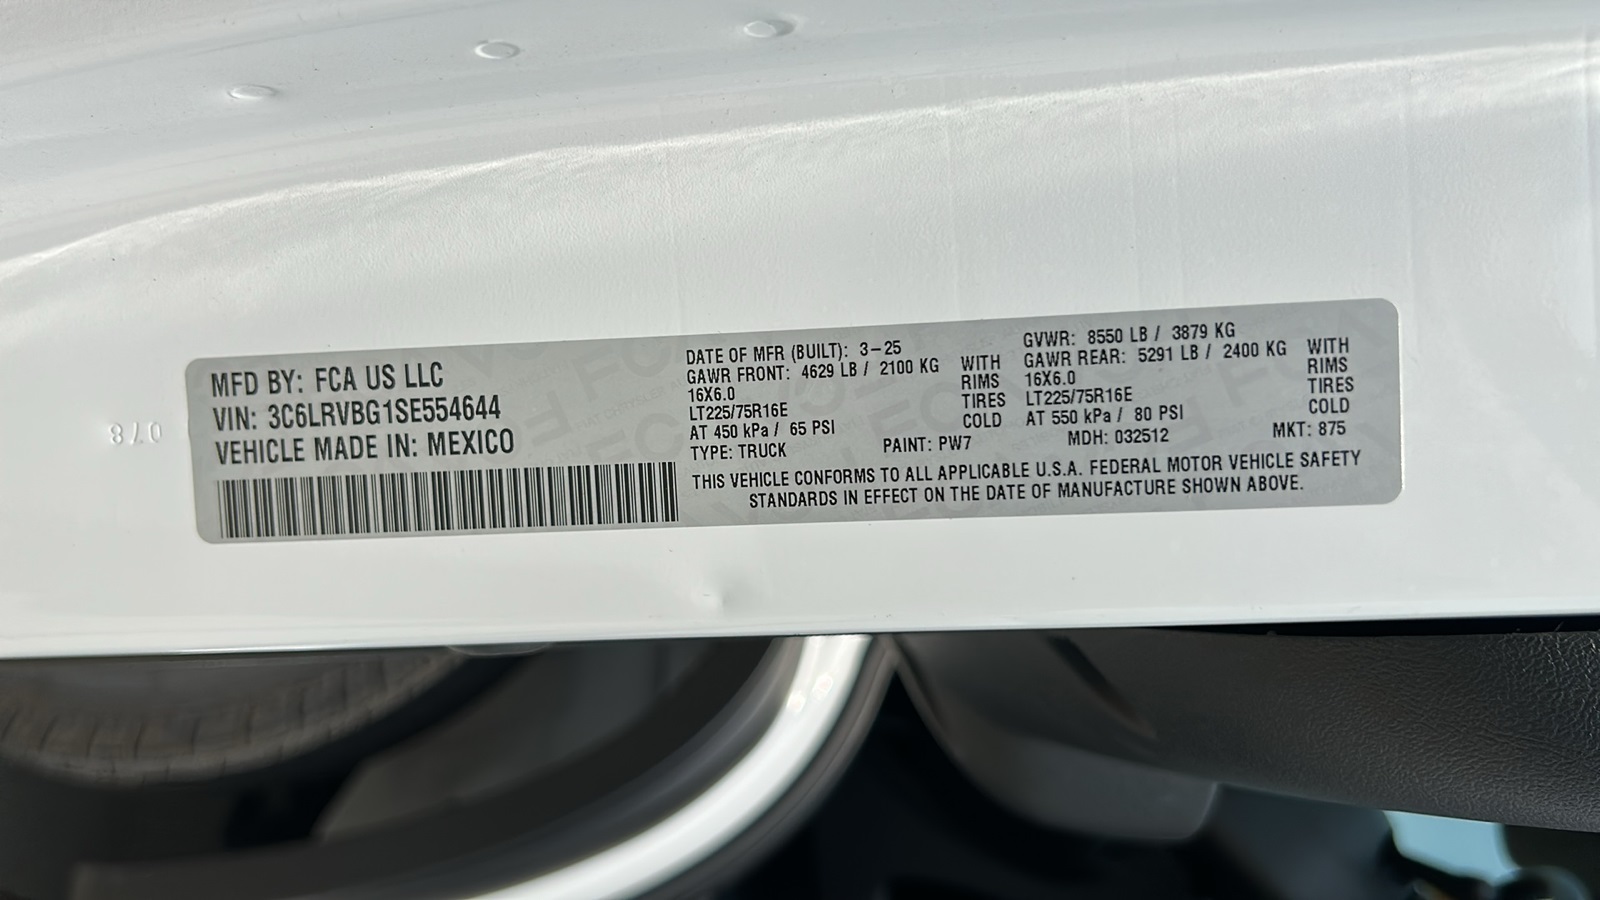 MFD BY: FCA US LLC
VIN: 3C6LRVBG1SE554644
VEHICLE MADE IN: MEXICO
DATE OF MFR (BUILT): 3-25
GAWR FRONT: 4629 LB / 2100 KG WITH
16X6.0 RIMS
LT225/75R16E TIRES
AT 450 kPa / 65 PSI COLD
GVWR: 8550 LB / 3879 KG
GAWR REAR: 5291 LB / 2400 KG WITH
16X6.0 RIMS
LT225/75R16E TIRES
AT 550 kPa / 80 PSI COLD
TYPE: TRUCK PAINT: PW7 MDH: 032512 MKT: 875
THIS VEHICLE CONFORMS TO ALL APPLICABLE U.S.A. FEDERAL MOTOR VEHICLE SAFETY
STANDARDS IN EFFECT ON THE DATE OF MANUFACTURE SHOWN ABOVE.